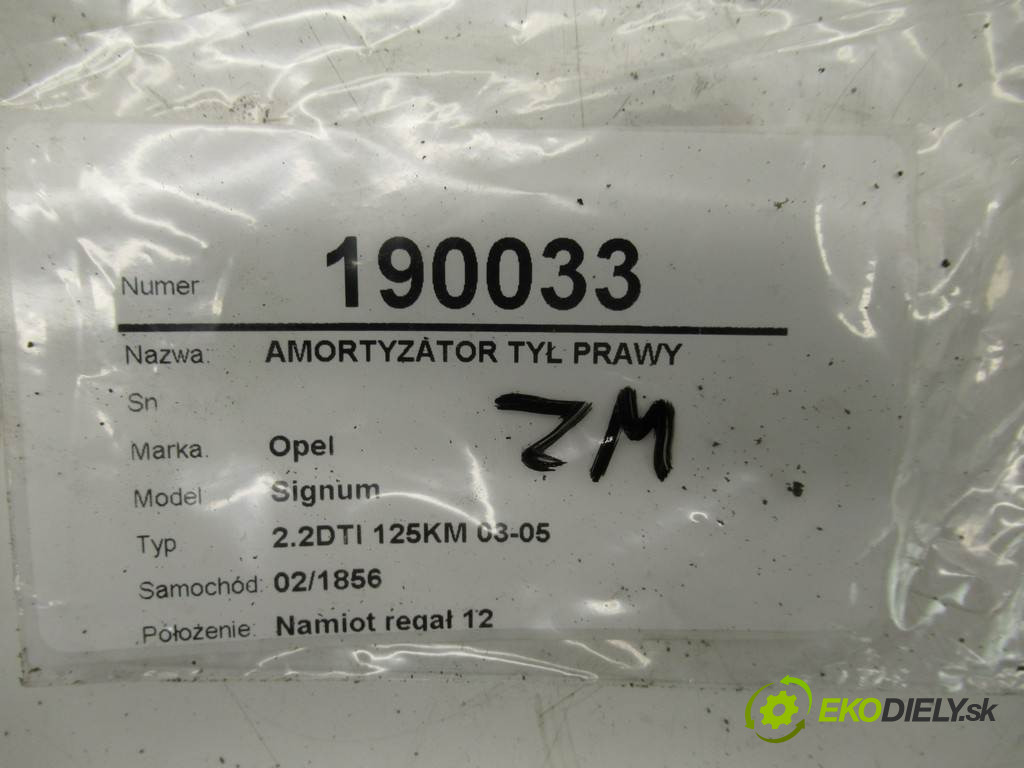 Numer 190033
Nazwa: AMORTYZATOR TYŁ PRAWY
Sn
ZM
Marka. Opel
Model Signum
Typ 2.2DTI 125KM 03-05
Samochód: 02/1856
Położenie: Namiot regał 12
EKODIELY.sk